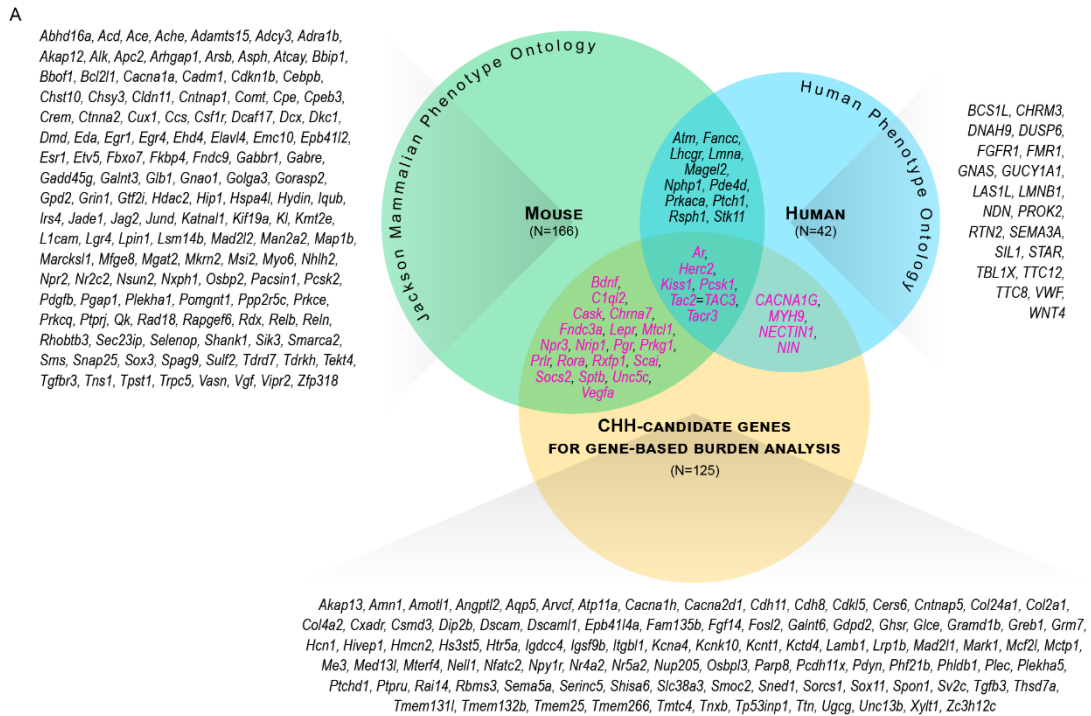 A
Abhd16a, Acd, Ace, Ache, Adamts15, Adcy3, Adra1b,
Akap12, Alk, Apc2, Arhgap1, Arsb, Asph, Atcay, Bbip1,
Bbof1, Bcl2l1, Cacna1a, Cadm1, Cdkn1b, Cebpb,
Chst10, Chsy3, Cldn11, Cntnap1, Comt, Cpe, Cpeb3,
Crem, Ctnna2, Cux1, Ccs, Csf1r, Dcaf17, Dcx, Dkc1,
Dmd, Eda, Egr1, Egr4, Ehd4, Elavl4, Emc10, Epb41l2,
Esr1, Etv5, Fbxo7, Fkbp4, Fndc9, Gabbr1, Gabre,
Gadd45g, Galnt3, Glb1, Gnao1, Golga3, Gorasp2,
Gpd2, Grin1, Gtf2i, Hdac2, Hip1, Hspa4l, Hydin, Iqub,
Irs4, Jade1, Jag2, Jund, Katnal1, Kif19a, Kl, Kmt2e,
L1cam, Lgr4, Lpin1, Lsm14b, Mad2l2, Man2a2, Map1b,
Marcksl1, Mfge8, Mgat2, Mkrn2, Msi2, Myo6, Nhlh2,
Npr2, Nr2c2, Nsun2, Nxph1, Osbp2, Pacsin1, Pcsk2,
Pdgfb, Pgap1, Plekha1, Pomgnt1, Ppp2r5c, Prkce,
Prkcq, Ptprj, Qk, Rad18, Rapgef6, Rdx, Relb, Reln,
Rhobtb3, Sec23ip, Selenop, Shank1, Sik3, Smarca2,
Sms, Snap25, Sox3, Spag9, Sulf2, Tdrd7, Tdrkh, Tekt4,
Tgfbr3, Tns1, Tpst1, Trpc5, Vasn, Vgf, Vipr2, Zfp318
Jackson Mammalian Phenotype Ontology
MOUSE
(N=166)
Atm, Fancc,
Lhcgr, Lmna,
Magel2,
Nphp1, Pde4d,
Prkaca, Ptch1,
Rsph1, Stk11
Human Phenotype Ontology
HUMAN
(N=42)
BCS1L, CHRM3,
DNAH9, DUSP6,
FGFR1, FMR1,
GNAS, GUCY1A1,
LAS1L, LMNB1,
NDN, PROK2,
RTN2, SEMA3A,
SIL1, STAR,
TBL1X, TTC12,
TTC8, VWF,
WNT4
Ar,
Herc2,
Kiss1, Pcsk1,
Tac2=TAC3,
Tacr3
Bdnf,
C1ql2,
Cask, Chrna7,
Fndc3a, Lepr, Mtcl1,
Npr3, Nrip1, Pgr, Prkg1,
Prlr, Rora, Rxfp1, Scai,
Socs2, Sptb, Unc5c,
Vegfa
CACNA1G,
MYH9,
NECTIN1,
NIN
CHH-CANDIDATE GENES
FOR GENE-BASED BURDEN ANALYSIS
(N=125)
Akap13, Amn1, Amotl1, Angptl2, Aqp5, Arvcf, Atp11a, Cacna1h, Cacna2d1, Cdh11, Cdh8, Cdkl5, Cers6, Cntnap5, Col24a1, Col2a1,
Col4a2, Cxadr, Csmd3, Dip2b, Dscam, Dscaml1, Epb41l4a, Fam135b, Fgf14, Fosl2, Galnt6, Gdpd2, Ghsr, Glce, Gramd1b, Greb1, Grm7,
Hcn1, Hivep1, Hmcn2, Hs3st5, Htr5a, Igdcc4, Igsf9b, Itgbl1, Kcna4, Kcnk10, Kcnt1, Kctd4, Lamb1, Lrp1b, Mad2l1, Mark1, Mcf2l, Mctp1,
Me3, Med13l, Mterf4, Nell1, Nfatc2, Npy1r, Nr4a2, Nr5a2, Nup205, Osbpl3, Parp8, Pcdh11x, Pdyn, Phf21b, Phldb1, Plec, Plekha5,
Ptchd1, Ptpru, Rai14, Rbms3, Sema5a, Serinc5, Shisa6, Slc38a3, Smoc2, Sned1, Sorcs1, Sox11, Spon1, Sv2c, Tgfb3, Thsd7a,
Tmem131l, Tmem132b, Tmem25, Tmem266, Tmtc4, Tnxb, Tp53inp1, Ttn, Ugcg, Unc13b, Xylt1, Zc3h12c